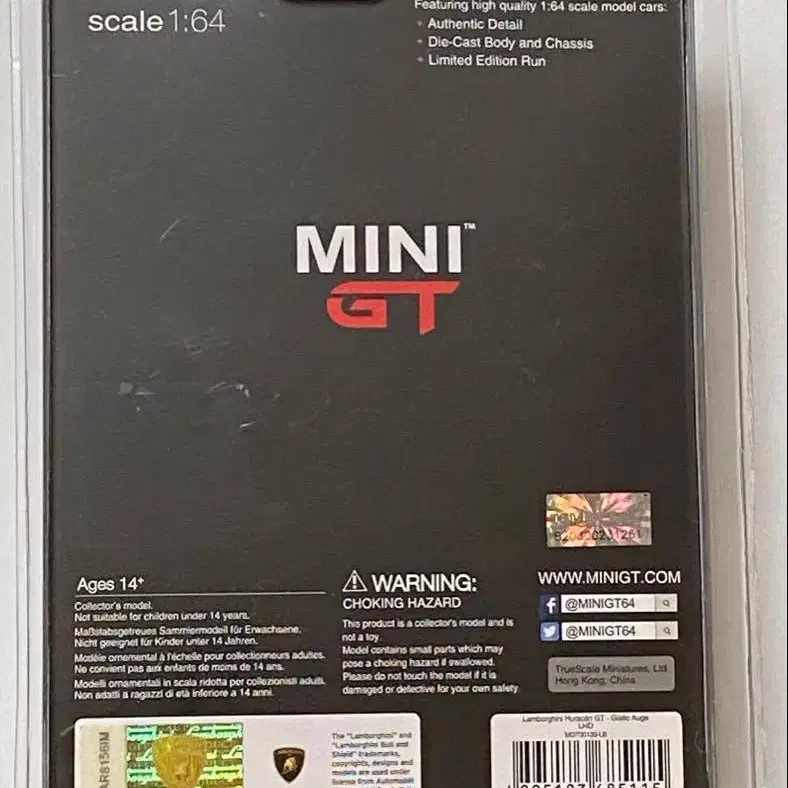 scale 1:64
Featuring high quality 1:64 scale model cars:
• Authentic Detail
• Die-Cast Body and Chassis
• Limited Edition Run
MINI™
GT
Ages 14+
Collector's model.
Not suitable for children under 14 years.
Maßstabsgetreues Sammlermodell für Erwachsene.
Nicht geeignet für Kinder unter 14 Jahren.
Modèle ornemental à l'échelle pour collectionneurs adultes.
Ne convient pas aux enfants de moins de 14 ans.
Modelli ornamentali in scala ridotta per collezionisti adulti.
Non adatti a ragazzi di età inferiore a 14 anni.
⚠ WARNING:
CHOKING HAZARD
This product is a collector's model and is
not a toy.
Model contains small parts which may
pose a choking hazard if swallowed.
Please do not touch the model if it is
damaged or defective for your own safety
WWW.MINIGT.COM
@MINIGT64
@MINIGT64
TrueScale Miniatures, Ltd
Hong Kong, China
AR8156IM
The "Lamborghini" and
"Lamborghini Bull and
Shield" trademarks,
copyrights, designs and
models are used under
license from Automobili
Lamborghini Huracán GT - Giallo Auge
LHD